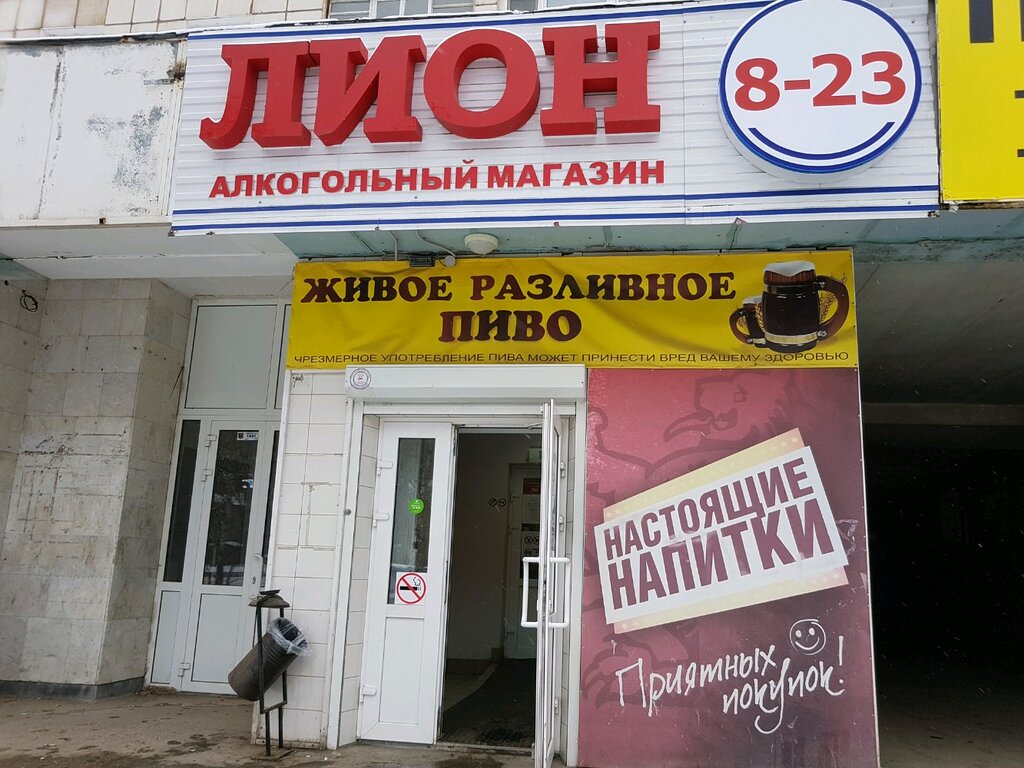 ЛИОН
8-23
АЛКОГОЛЬНЫЙ МАГАЗИН
ЖИВОЕ РАЗЛИВНОЕ
ПИВО
ЧРЕЗМЕРНОЕ УПОТРЕБЛЕНИЕ ПИВА МОЖЕТ ПРИНЕСТИ ВРЕД ВАШЕМУ ЗДОРОВЬЮ
НАСТОЯЩИЕ
НАПИТКИ
Приятных
покупок!